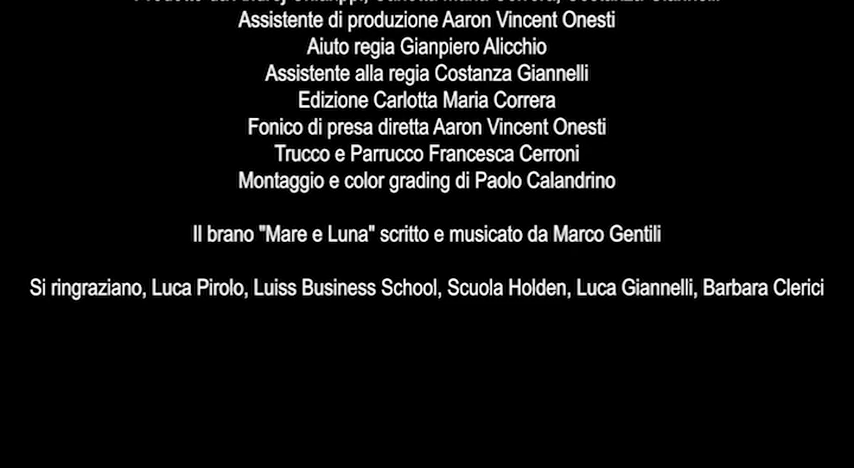 Assistente di produzione Aaron Vincent Onesti
Aiuto regia Gianpiero Alicchio
Assistente alla regia Costanza Giannelli
Edizione Carlotta Maria Correra
Fonico di presa diretta Aaron Vincent Onesti
Trucco e Parrucco Francesca Cerroni
Montaggio e color grading di Paolo Calandrino
Il brano "Mare e Luna" scritto e musicato da Marco Gentili
Si ringraziano, Luca Pirolo, Luiss Business School, Scuola Holden, Luca Giannelli, Barbara Clerici